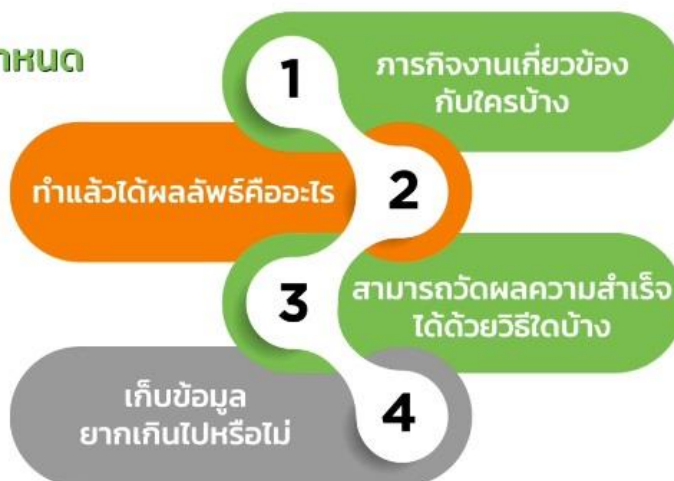 1
ภารกิจงานเกี่ยวข้อง
กับใครบ้าง
ทำแล้วได้ผลลัพธ์คืออะไร
2
3
สามารถวัดผลความสำเร็จ
ได้ด้วยวิธีใดบ้าง
เก็บข้อมูล
ยากเกินไปหรือไม่
4